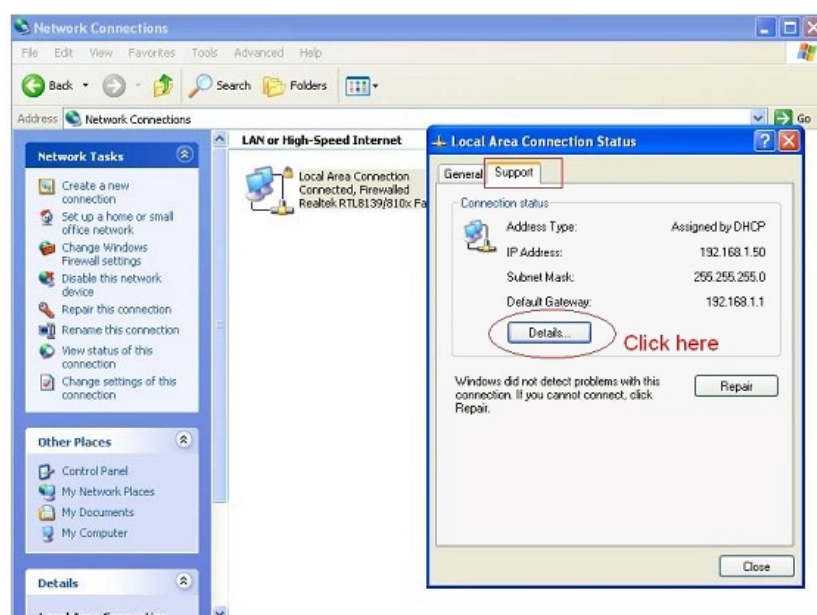 Network Connections
File Edit View Favorites Tools Advanced Help
Back Search Folders
Address Network Connections Go
Network Tasks
Create a new
connection
Set up a home or small
office network
Change Windows
Firewall settings
Disable this network
device
Repair this connection
Rename this connection
View status of this
connection
Change settings of this
connection
Other Places
Control Panel
My Network Places
My Documents
My Computer
Details
LAN or High-Speed Internet
Local Area Connection
Connected, Firewalled
Realtek RTL8139/810x Fa
Local Area Connection Status
General Support
Connection status
Address Type: Assigned by DHCP
IP Address: 192.168.1.50
Subnet Mask: 255.255.255.0
Default Gateway: 192.168.1.1
Details...
Click here
Windows did not detect problems with this
connection. If you cannot connect, click
Repair.
Repair
Close